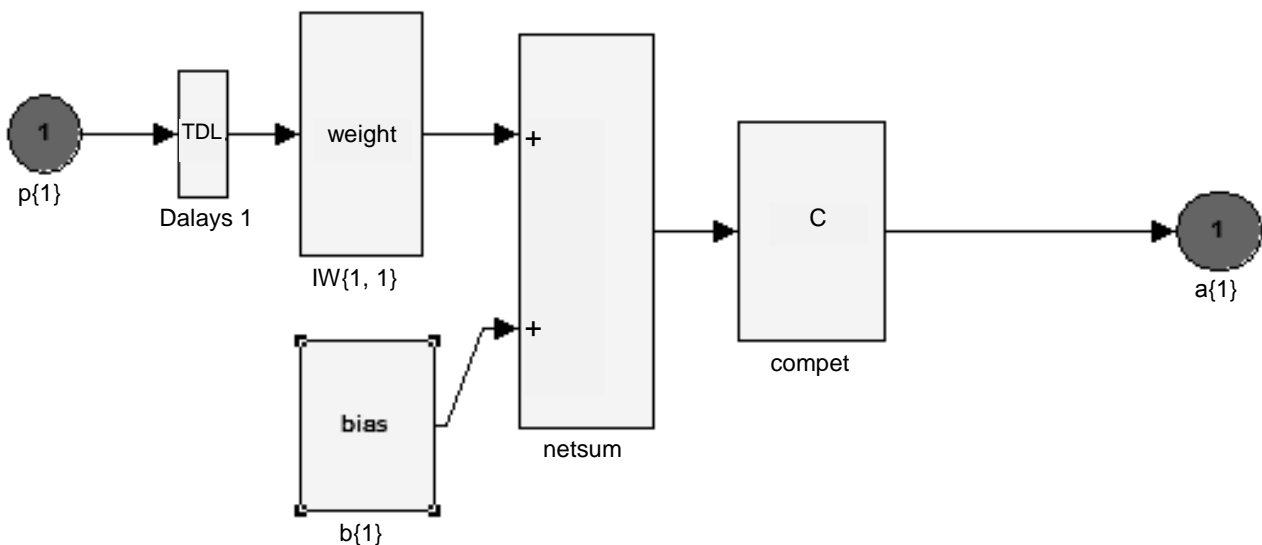 1
p{1}
TDL
Dalays 1
weight
IW{1, 1}
bias
b{1}
+
+
netsum
C
compet
1
a{1}